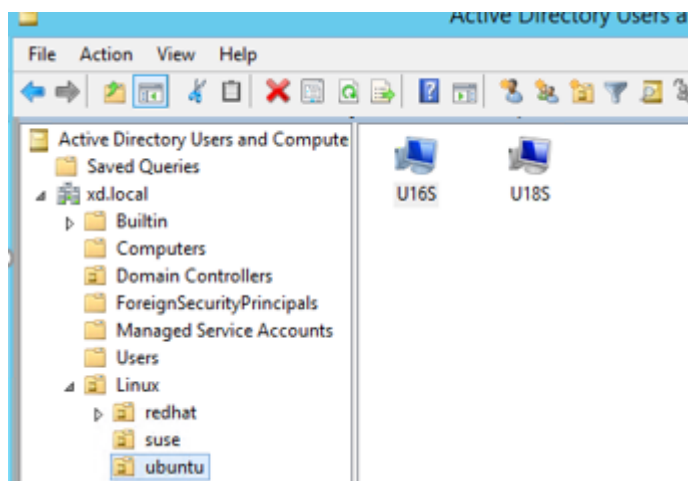 Active Directory Users a
File Action View Help
Active Directory Users and Compute
Saved Queries
xd.local
Builtin
Computers
Domain Controllers
ForeignSecurityPrincipals
Managed Service Accounts
Users
Linux
redhat
suse
ubuntu
U16S U18S